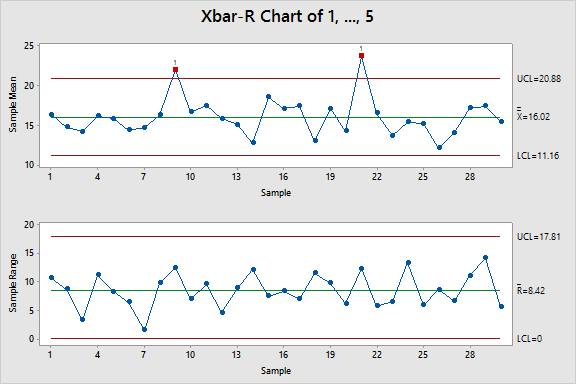 Xbar-R Chart of 1, ..., 5
25
20
15
10
Sample Mean
1
1
UCL=20.88
X̿=16.02
LCL=11.16
1 4 7 10 13 16 19 22 25 28
Sample
20
15
10
5
0
Sample Range
UCL=17.81
R̄=8.42
LCL=0
1 4 7 10 13 16 19 22 25 28
Sample